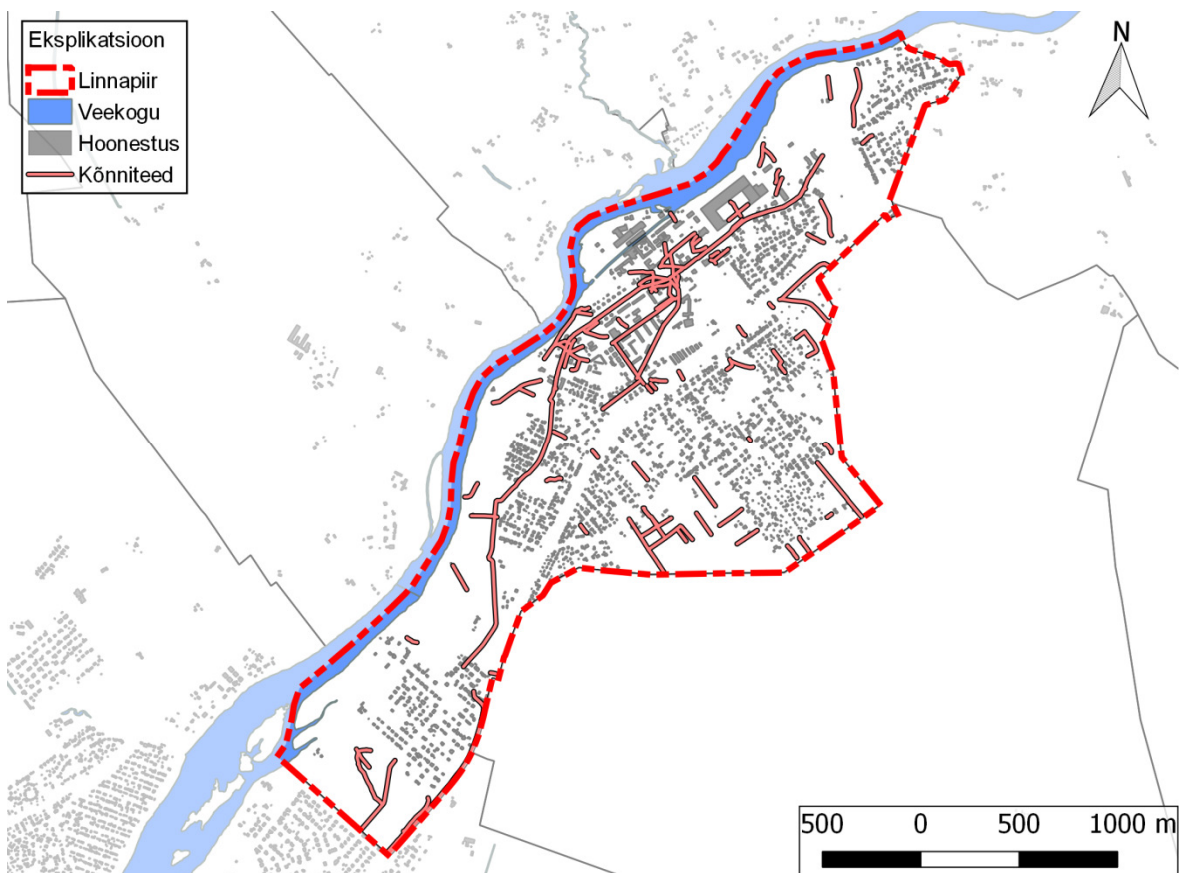 Eksplikatsioon
Linnapiir
Veekogu
Hoonestus
Kõnniteed
N
500 0 500 1000 m